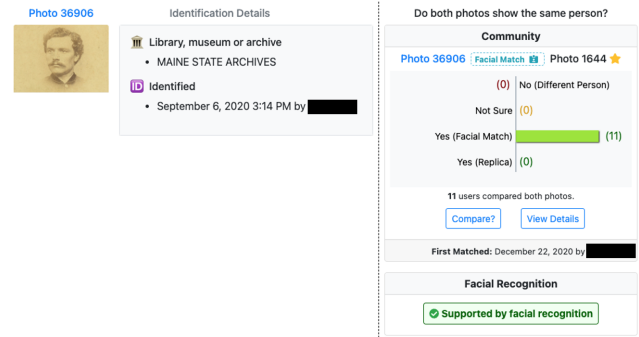 Photo 36906
Identification Details
Library, museum or archive
MAINE STATE ARCHIVES
ID Identified
September 6, 2020 3:14 PM by
Do both photos show the same person?
Community
Photo 36906 Facial Match Photo 1644
(0) No (Different Person)
Not Sure (0)
Yes (Facial Match) (11)
Yes (Replica) (0)
11 users compared both photos.
Compare? View Details
First Matched: December 22, 2020 by
Facial Recognition
Supported by facial recognition